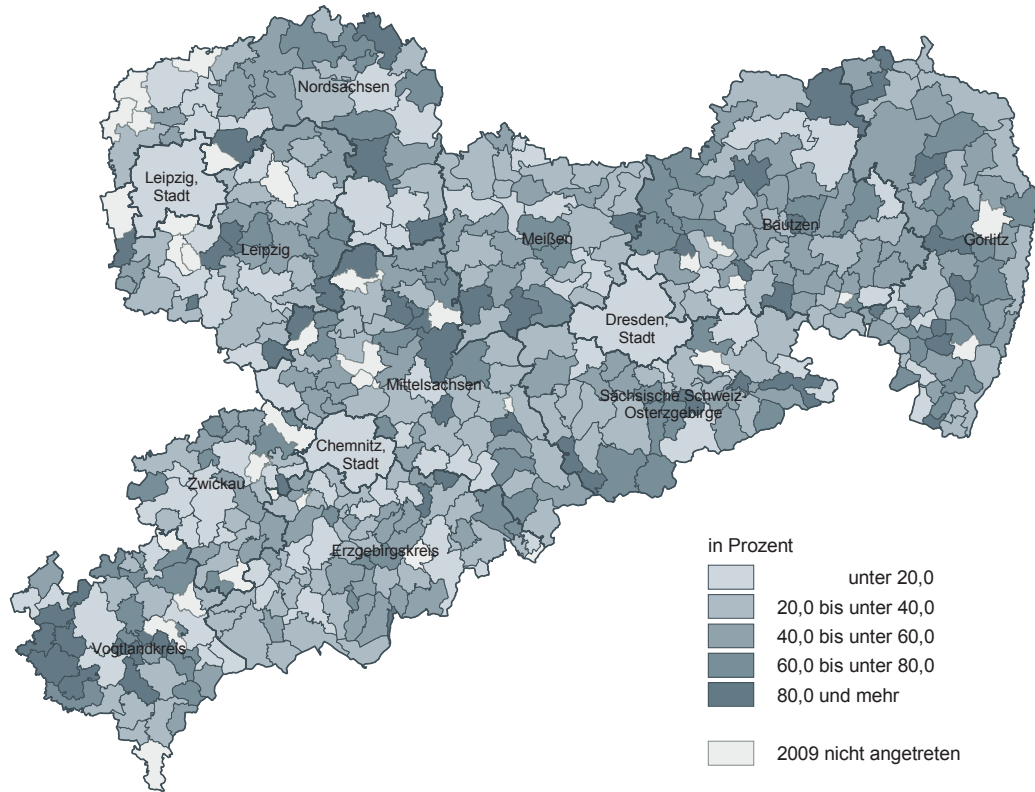 Nordsachsen
Leipzig,
Stadt
Leipzig
Meißen
Bautzen
Görlitz
Dresden,
Stadt
Mittelsachsen
Sächsische Schweiz-
Osterzgebirge
Chemnitz,
Stadt
Zwickau
Erzgebirgskreis
Vogtlandkreis
in Prozent
unter 20,0
20,0 bis unter 40,0
40,0 bis unter 60,0
60,0 bis unter 80,0
80,0 und mehr
2009 nicht angetreten